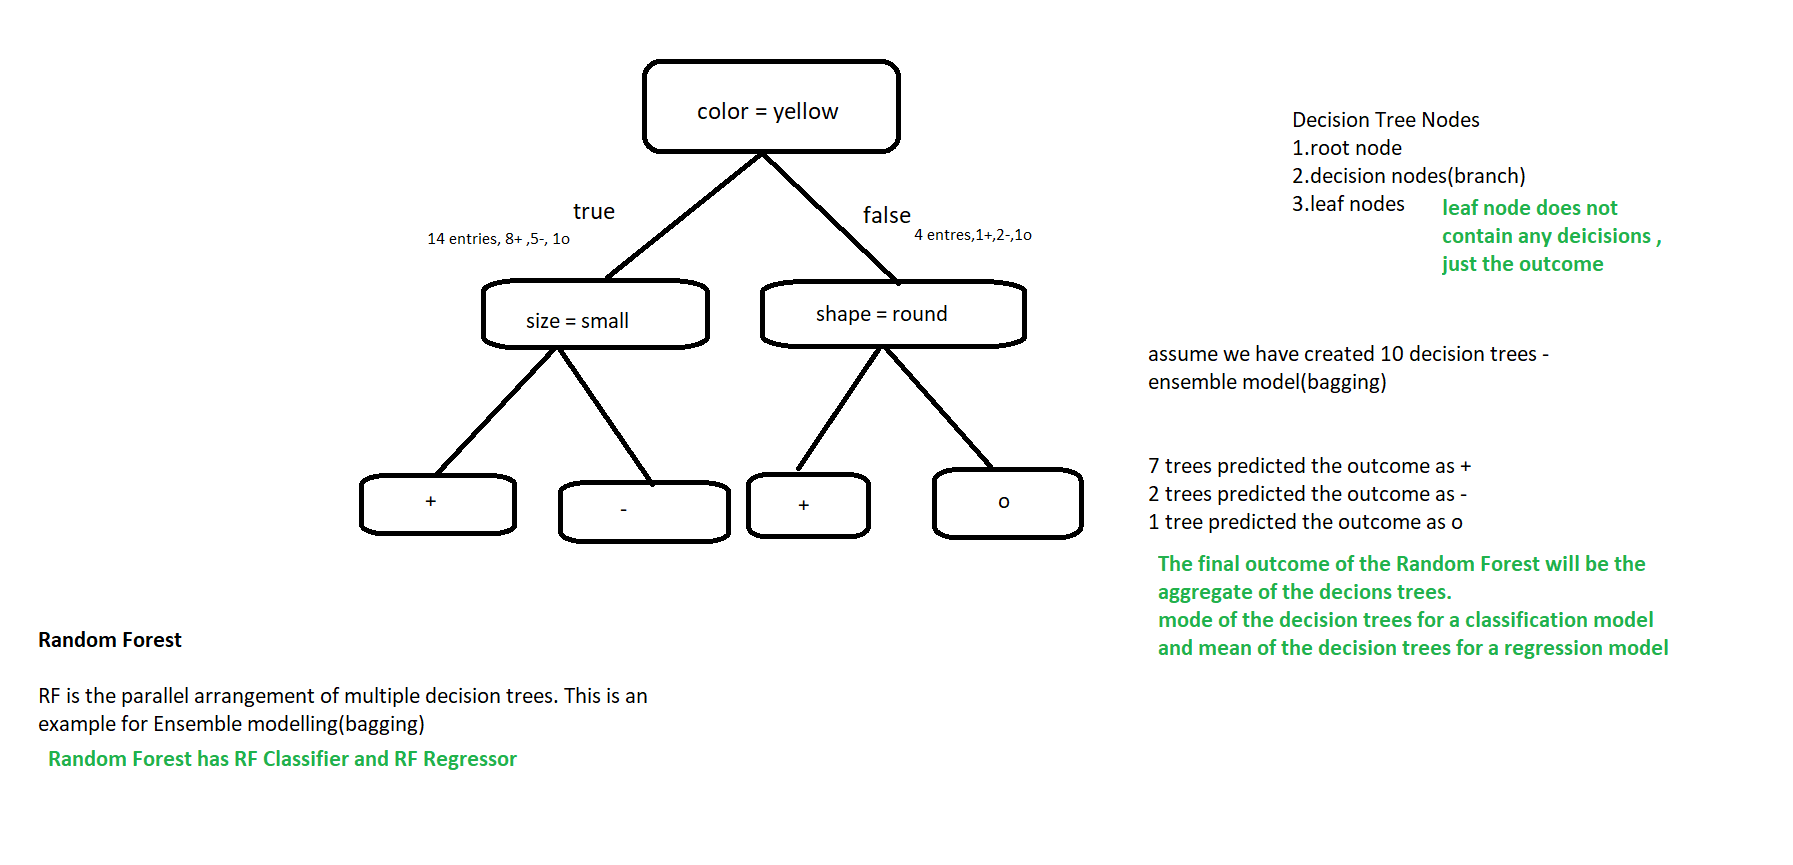 color = yellow
true
false
14 entries, 8+ ,5-, 1o
4 entres,1+,2-,1o
size = small
shape = round
+
-
+
o
Decision Tree Nodes
1.root node
2.decision nodes(branch)
3.leaf nodes
leaf node does not
contain any deicisions ,
just the outcome
assume we have created 10 decision trees -
ensemble model(bagging)
7 trees predicted the outcome as +
2 trees predicted the outcome as -
1 tree predicted the outcome as o
The final outcome of the Random Forest will be the
aggregate of the decions trees.
mode of the decision trees for a classification model
and mean of the decision trees for a regression model
Random Forest
RF is the parallel arrangement of multiple decision trees. This is an
example for Ensemble modelling(bagging)
Random Forest has RF Classifier and RF Regressor